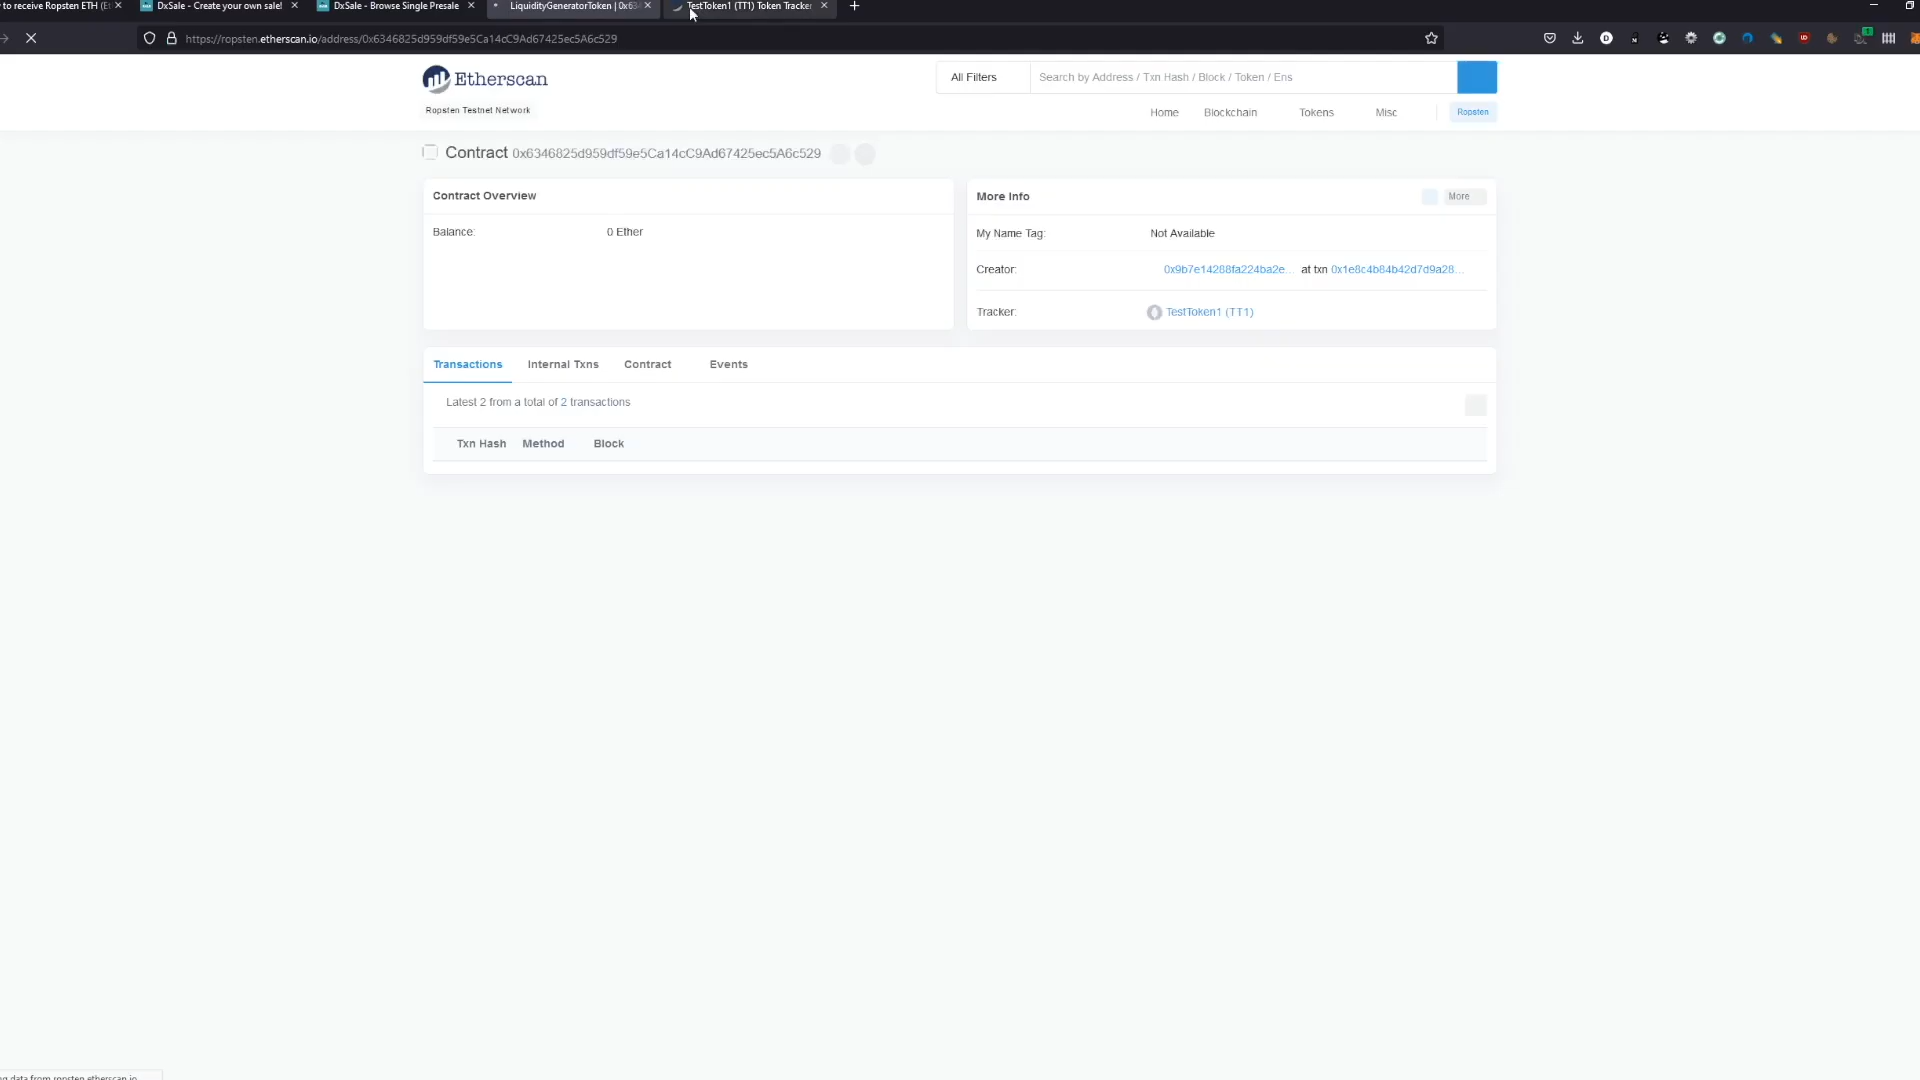 to receive Ropsten ETH (Et
DxSale - Create your own sale!
DxSale - Browse Single Presale
LiquidityGeneratorToken | 0x63
TestToken1 (TT1) Token Tracker
https://ropsten.etherscan.io/address/0x6346825d959df59e5Ca14cC9Ad67425ec5A6c529
Etherscan
All Filters
Search by Address / Txn Hash / Block / Token / Ens
Ropsten Testnet Network
Home
Blockchain
Tokens
Misc
Ropsten
Contract 0x6346825d959df59e5Ca14cC9Ad67425ec5A6c529
Contract Overview
Balance: 0 Ether
More Info
More
My Name Tag: Not Available
Creator: 0x9b7e14288fa224ba2e... at txn 0x1e8c4b84b42d7d9a28...
Tracker: TestToken1 (TT1)
Transactions
Internal Txns
Contract
Events
Latest 2 from a total of 2 transactions
Txn Hash
Method
Block
data from ropsten.etherscan.io